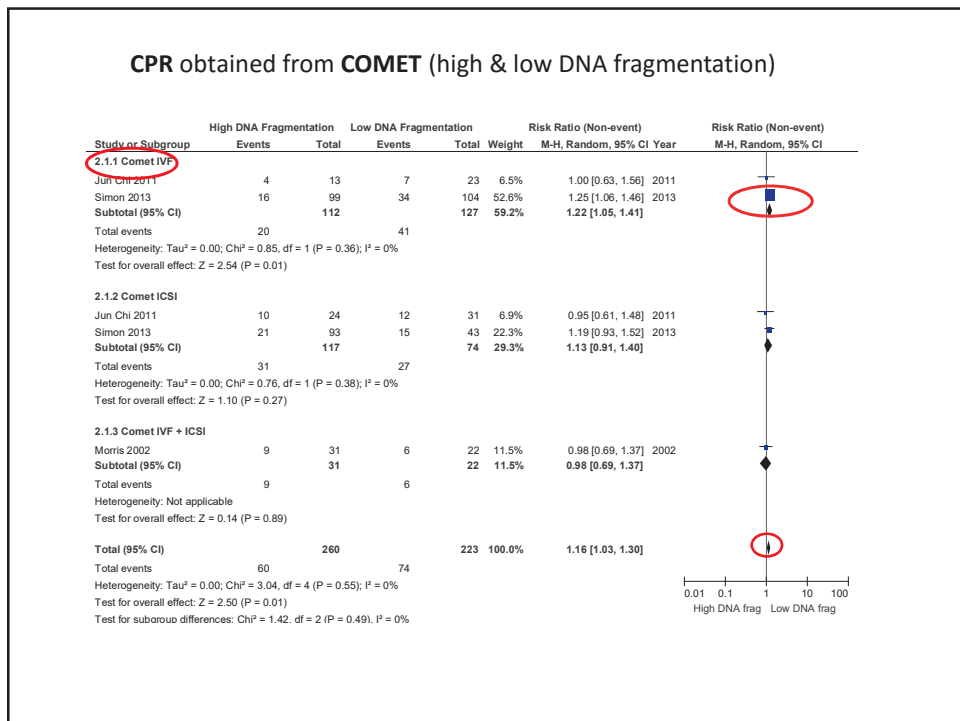 CPR obtained from COMET (high & low DNA fragmentation)
High DNA Fragmentation Low DNA Fragmentation Risk Ratio (Non-event) Risk Ratio (Non-event)
Study or Subgroup Events Total Events Total Weight M-H, Random, 95% CI Year M-H, Random, 95% CI
2.1.1 Comet IVF
Jun Chi 2011 4 13 7 23 6.5% 1.00 [0.63, 1.56] 2011
Simon 2013 16 99 34 104 52.6% 1.25 [1.06, 1.46] 2013
Subtotal (95% CI) 112 127 59.2% 1.22 [1.05, 1.41]
Total events 20 41
Heterogeneity: Tau² = 0.00; Chi² = 0.85, df = 1 (P = 0.36); I² = 0%
Test for overall effect: Z = 2.54 (P = 0.01)
2.1.2 Comet ICSI
Jun Chi 2011 10 24 12 31 6.9% 0.95 [0.61, 1.48] 2011
Simon 2013 21 93 15 43 22.3% 1.19 [0.93, 1.52] 2013
Subtotal (95% CI) 117 74 29.3% 1.13 [0.91, 1.40]
Total events 31 27
Heterogeneity: Tau² = 0.00; Chi² = 0.76, df = 1 (P = 0.38); I² = 0%
Test for overall effect: Z = 1.10 (P = 0.27)
2.1.3 Comet IVF + ICSI
Morris 2002 9 31 6 22 11.5% 0.98 [0.69, 1.37] 2002
Subtotal (95% CI) 31 22 11.5% 0.98 [0.69, 1.37]
Total events 9 6
Heterogeneity: Not applicable
Test for overall effect: Z = 0.14 (P = 0.89)
Total (95% CI) 260 223 100.0% 1.16 [1.03, 1.30]
Total events 60 74
Heterogeneity: Tau² = 0.00; Chi² = 3.04, df = 4 (P = 0.55); I² = 0%
Test for overall effect: Z = 2.50 (P = 0.01)
Test for subgroup differences: Chi² = 1.42, df = 2 (P = 0.49), I² = 0%
0.01 0.1 1 10 100
High DNA frag Low DNA frag